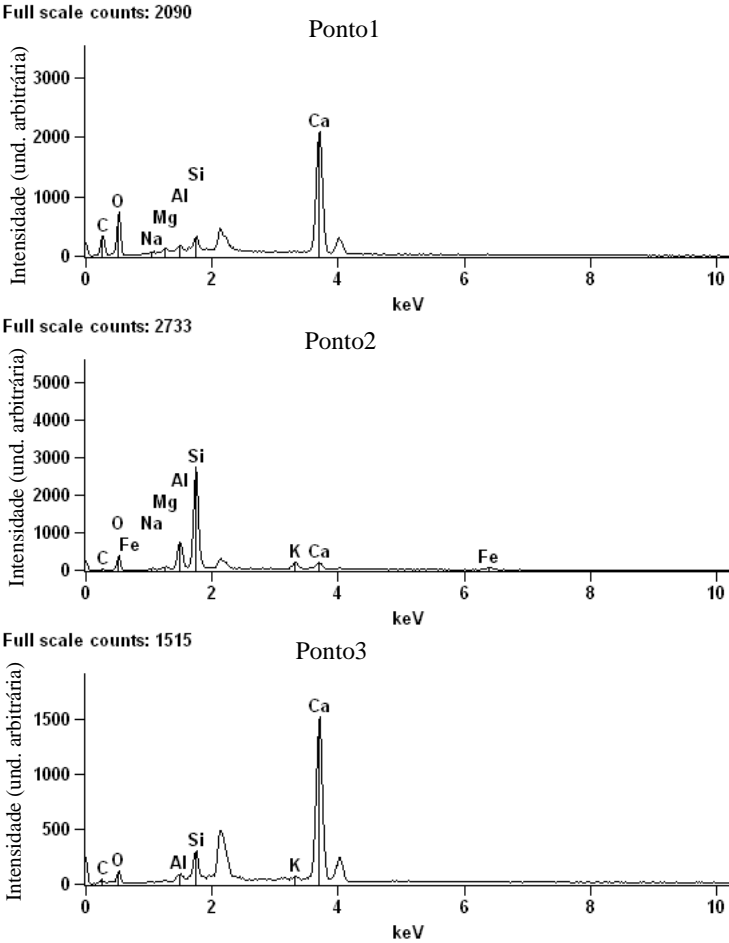 Full scale counts: 2090
Ponto1
Intensidade (und. arbitrária)
3000
2000
1000
0
C
O
Na
Mg
Al
Si
Ca
0 2 4 6 8 10
keV
Full scale counts: 2733
Ponto2
Intensidade (und. arbitrária)
5000
4000
3000
2000
1000
0
C
O
Fe
Na
Mg
Al
Si
K
Ca
Fe
0 2 4 6 8 10
keV
Full scale counts: 1515
Ponto3
Intensidade (und. arbitrária)
1500
1000
500
0
C
O
Al
Si
K
Ca
0 2 4 6 8 10
keV